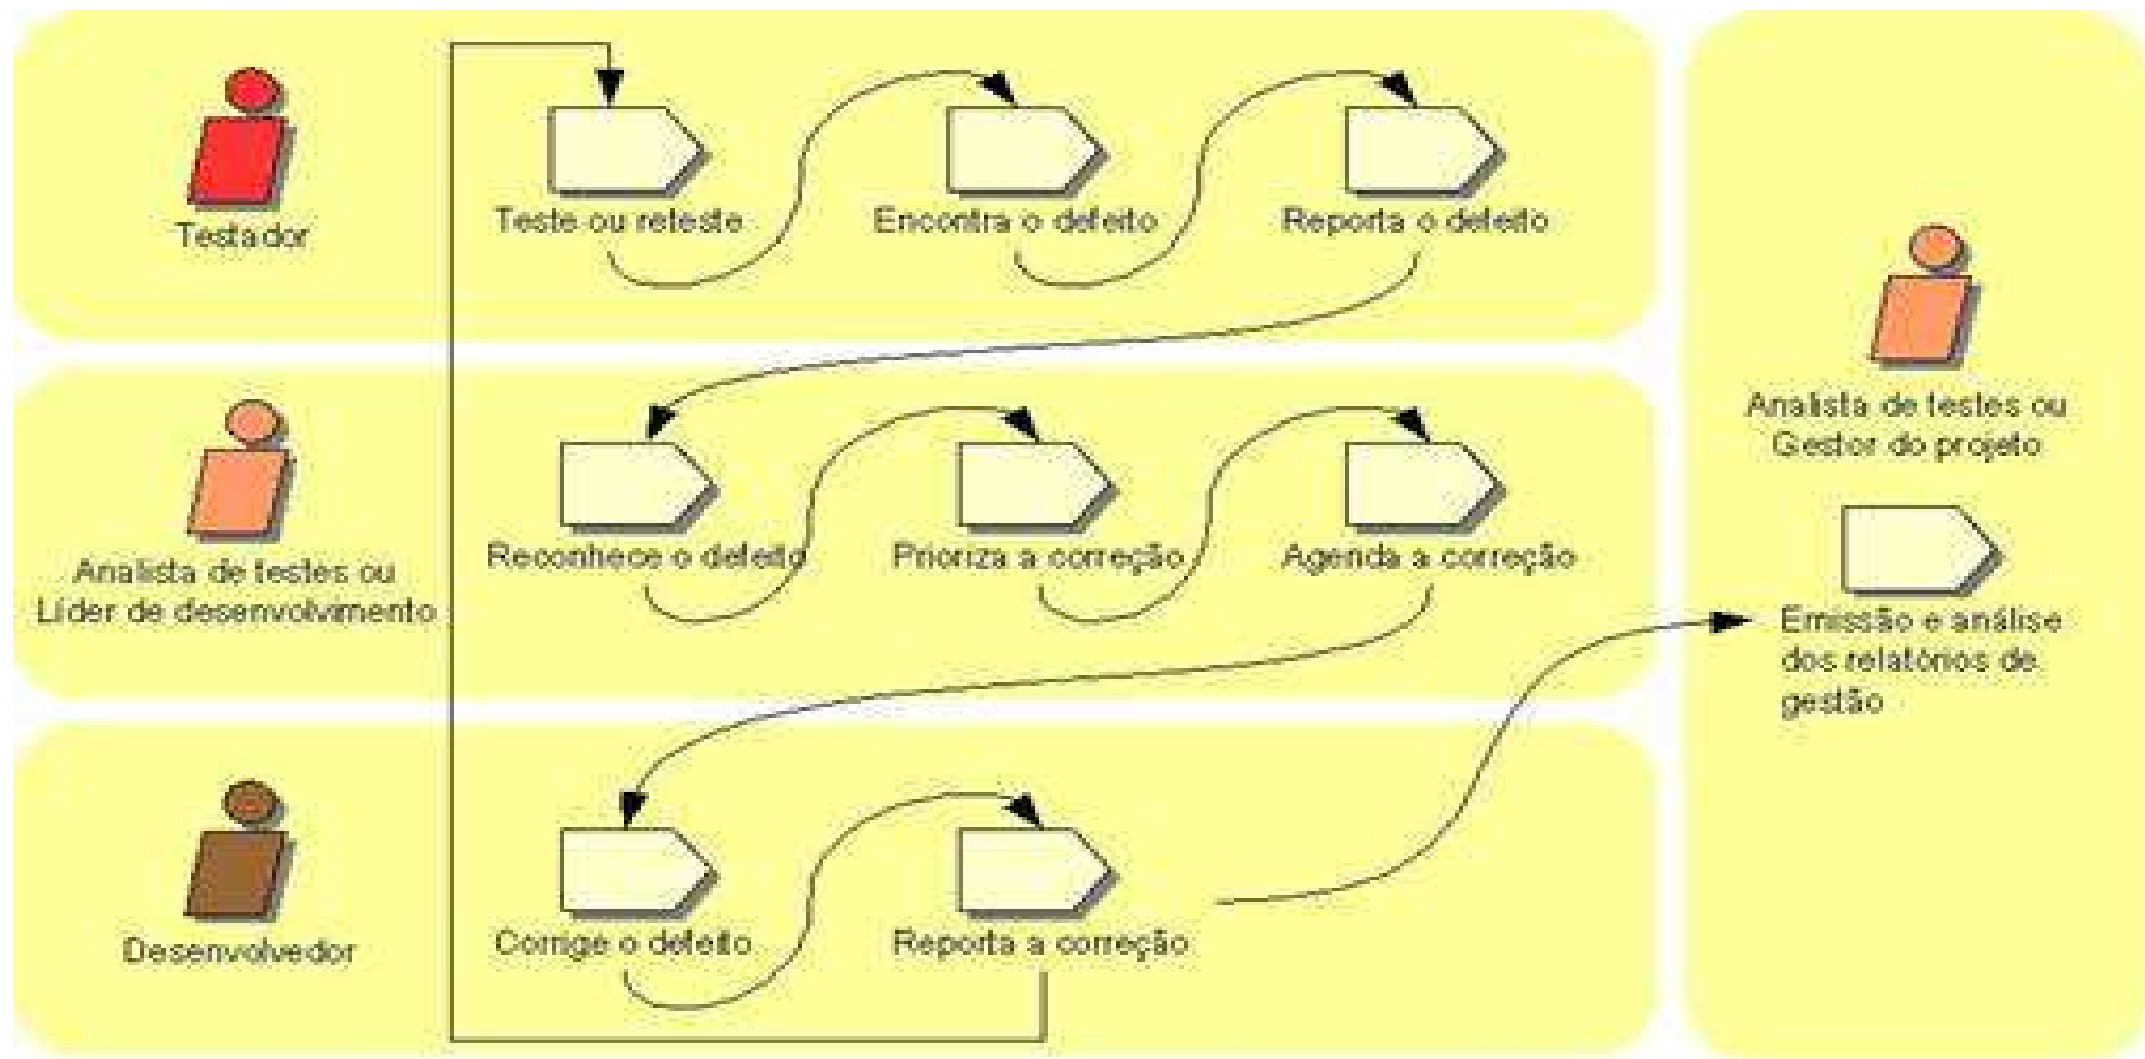 Testador
Teste ou reteste
Encontra o defeito
Reporta o defeito
Analista de testes ou
Líder de desenvolvimento
Reconhece o defeito
Prioriza a correção
Agenda a correção
Desenvolvedor
Corrige o defeito
Reporta a correção
Analista de testes ou
Gestor do projeto
Emissão e análise
dos relatórios de
gestão